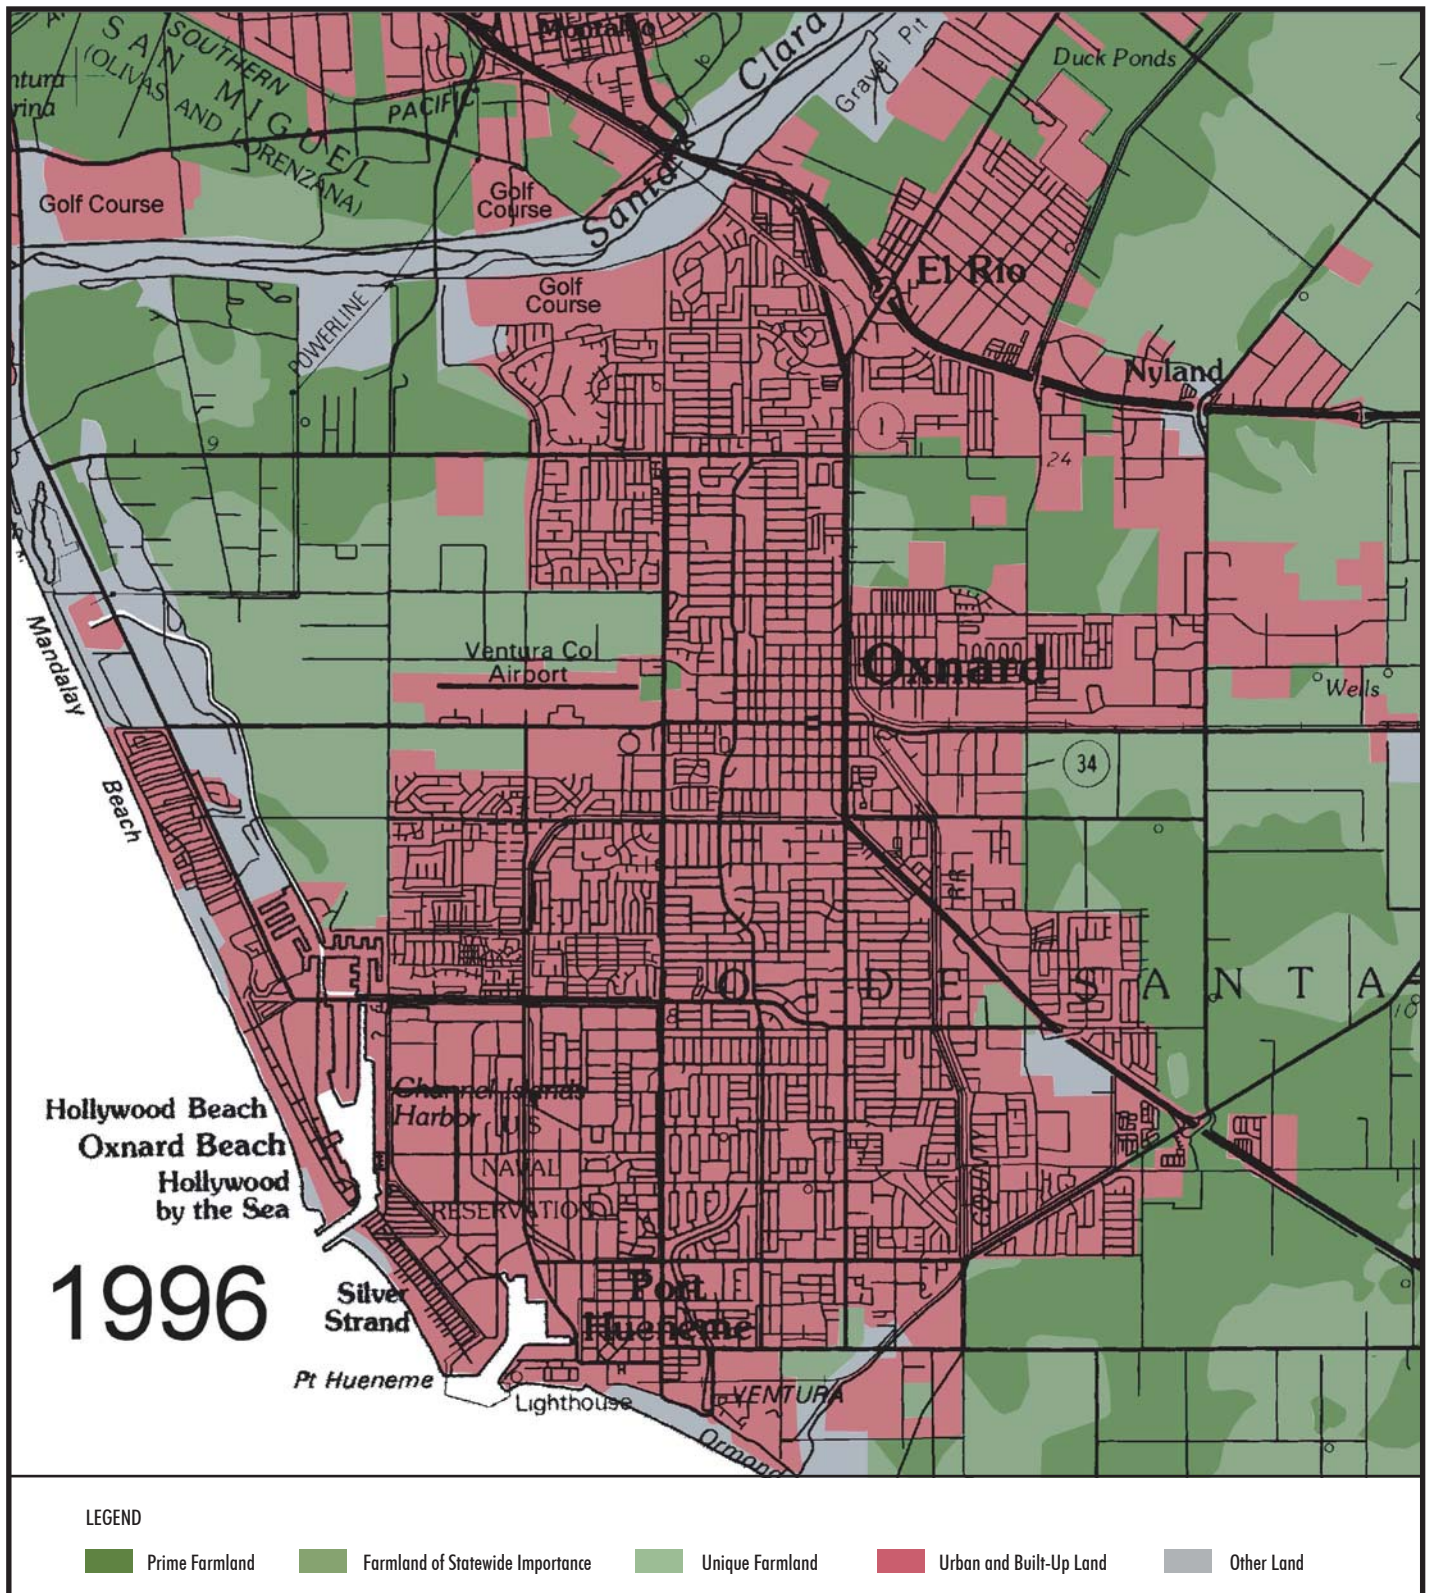 SOUTHERN
SAN MIGUEL
(OLIVAS AND LORENZANA)
PACIFIC
Montalvo
Santa Clara
Gravel Pit
Duck Ponds
Golf Course
Golf
Course
Golf
Course
El Rio
POWERLINE
Nyland
1
9
24
Mandalay
Beach
Ventura Co
Airport
Oxnard
Wells
34
RR
O DE SANTA
8
10
Channel Islands
Harbor
U S
NAVAL
RESERVATION
Hollywood Beach
Oxnard Beach
Hollywood
by the Sea
1996
Silver
Strand
Port
Hueneme
Pt Hueneme
Lighthouse
VENTURA
COUNTY
Ormond
LEGEND
Prime Farmland
Farmland of Statewide Importance
Unique Farmland
Urban and Built-Up Land
Other Land